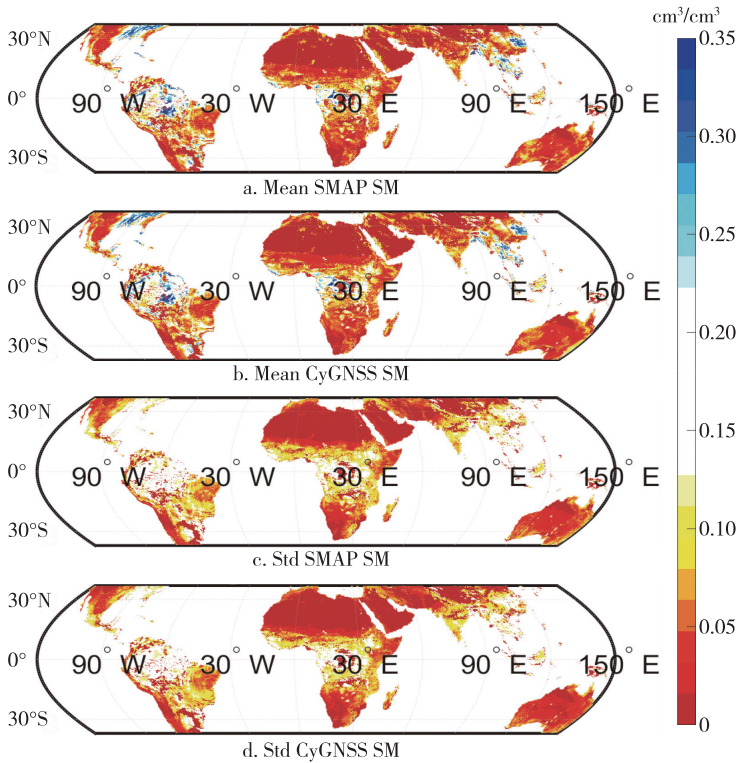 cm³/cm³
30°N
0°
30°S
90° W 30° W 30° E 90° E 150° E
a. Mean SMAP SM
30°N
0°
30°S
90° W 30° W 30° E 90° E 150° E
b. Mean CyGNSS SM
30°N
0°
30°S
90° W 30° W 30° E 90° E 150° E
c. Std SMAP SM
30°N
0°
30°S
90° W 30° W 30° E 90° E 150° E
d. Std CyGNSS SM
0.35
0.30
0.25
0.20
0.15
0.10
0.05
0